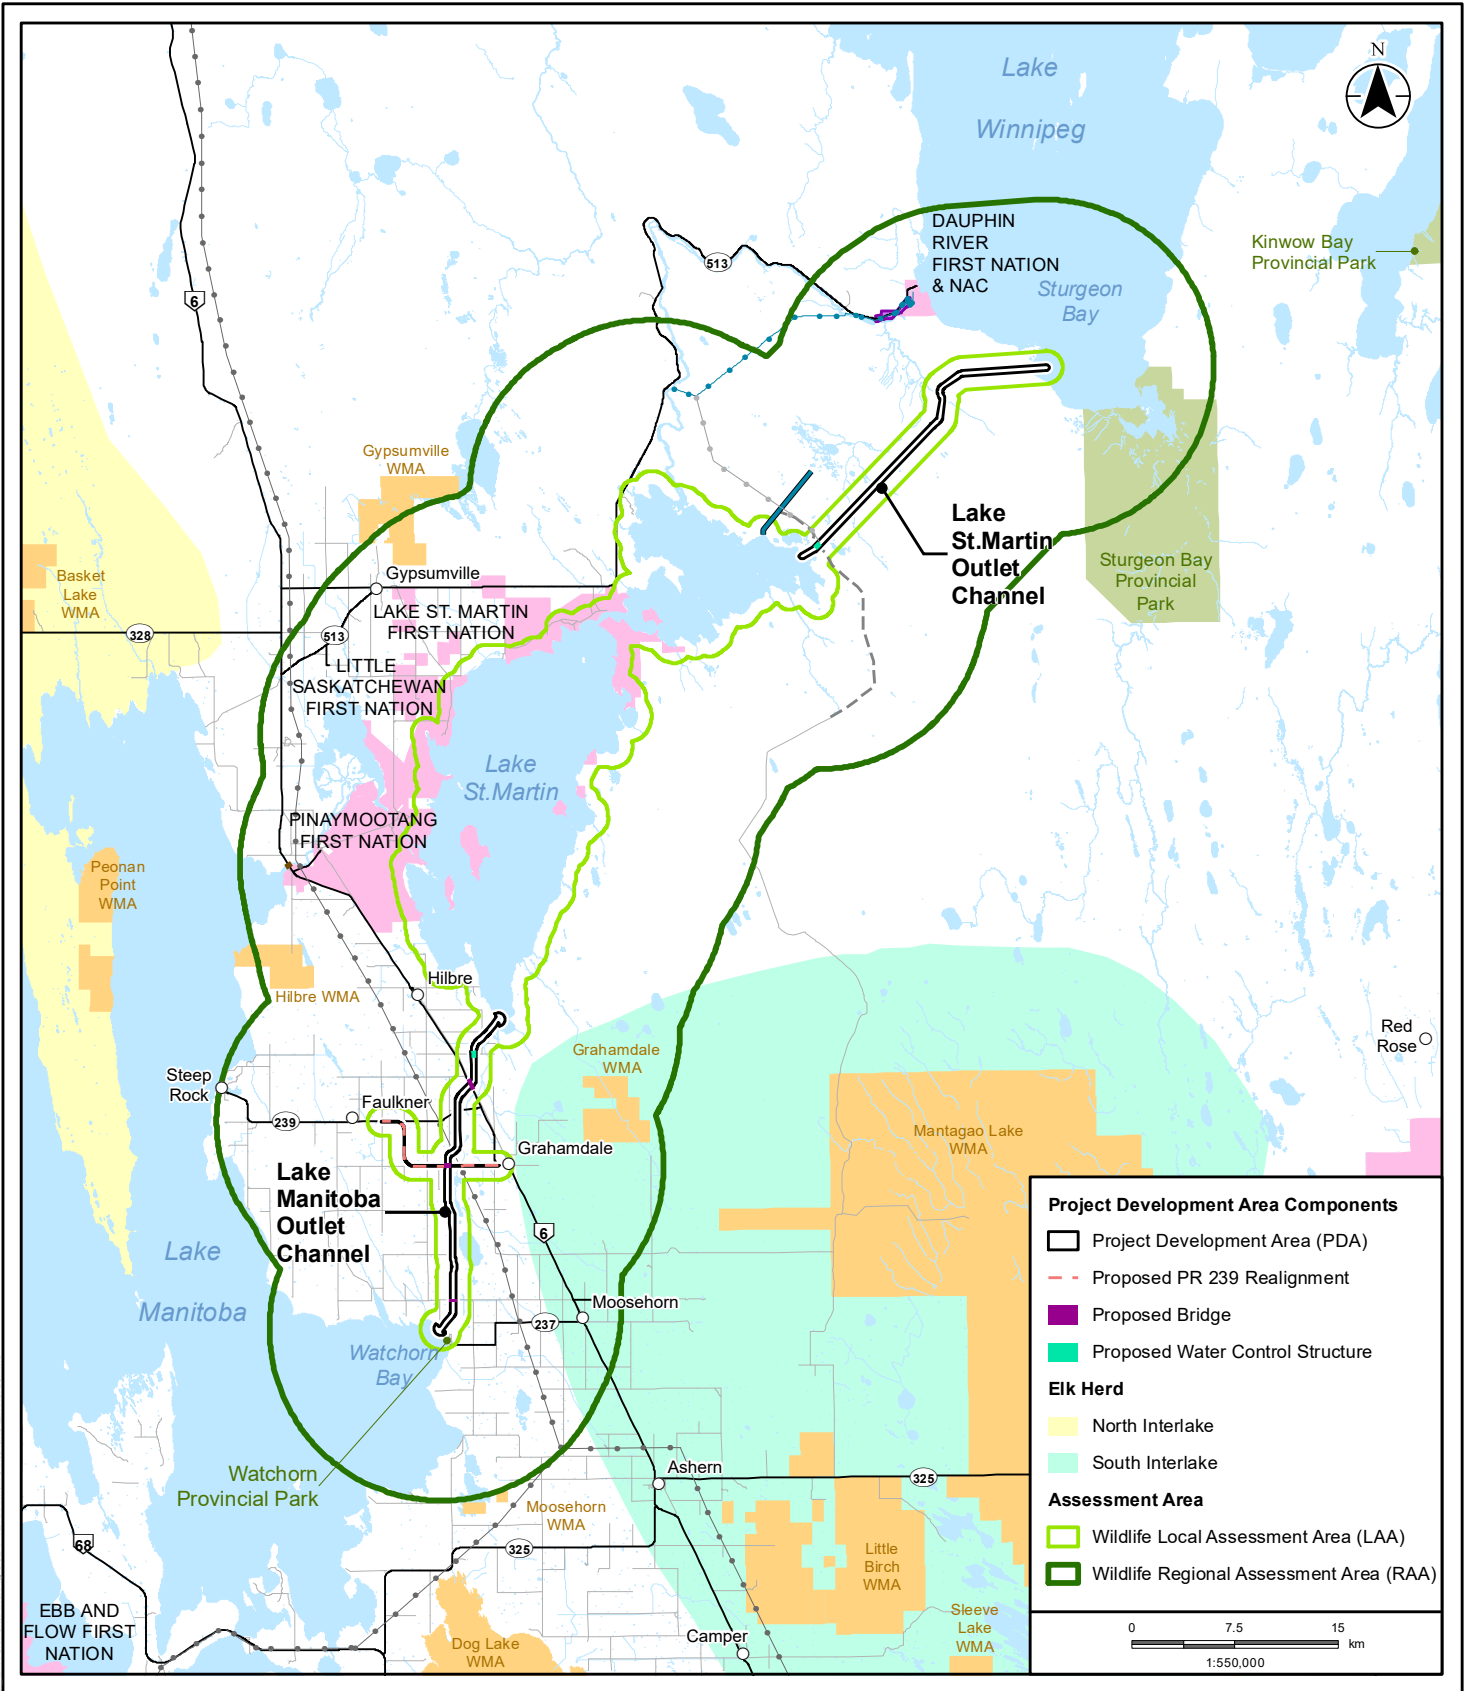 N
Lake
Winnipeg
DAUPHIN
RIVER
FIRST NATION
& NAC
Sturgeon
Bay
Kinwow Bay
Provincial Park
513
6
Gypsumville
WMA
Lake
St.Martin
Outlet
Channel
Sturgeon Bay
Provincial
Park
Basket
Lake
WMA
Gypsumville
LAKE ST. MARTIN
FIRST NATION
328
513
LITTLE
SASKATCHEWAN
FIRST NATION
Lake
St.Martin
PINAYMOOTANG
FIRST NATION
Peonan
Point
WMA
Hilbre
Hilbre WMA
Red
Rose
Grahamdale
WMA
Steep
Rock
Faulkner
239
Mantagao Lake
WMA
Grahamdale
Lake
Manitoba
Outlet
Channel
6
Lake
Manitoba
Moosehorn
237
Watchorn
Bay
Watchorn
Provincial Park
Ashern
325
Moosehorn
WMA
325
68
Little
Birch
WMA
EBB AND
FLOW FIRST
NATION
Sleeve
Lake
WMA
Dog Lake
WMA
Camper
Project Development Area Components
Project Development Area (PDA)
Proposed PR 239 Realignment
Proposed Bridge
Proposed Water Control Structure
Elk Herd
North Interlake
South Interlake
Assessment Area
Wildlife Local Assessment Area (LAA)
Wildlife Regional Assessment Area (RAA)
0 7.5 15
km
1:550,000